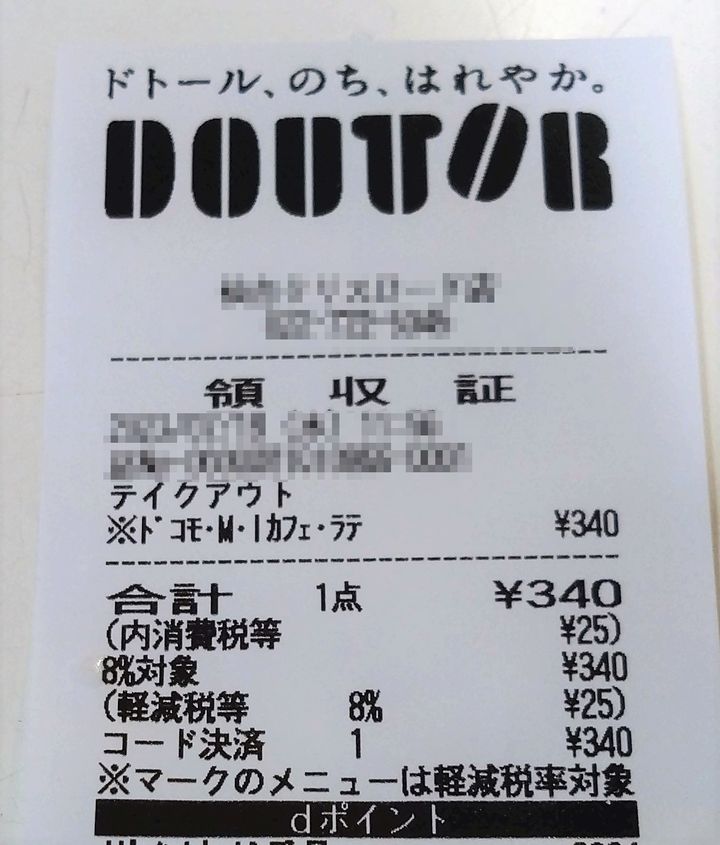 ドトール、のち、はれやか。
DOUTOR
領収証
テイクアウト
※ドコモ・M・Iカフェ・ラテ ¥340
合計 1点 ¥340
(内消費税等 ¥25)
8%対象 ¥340
(軽減税等 8% ¥25)
コード決済 1 ¥340
※マークのメニューは軽減税率対象
dポイント